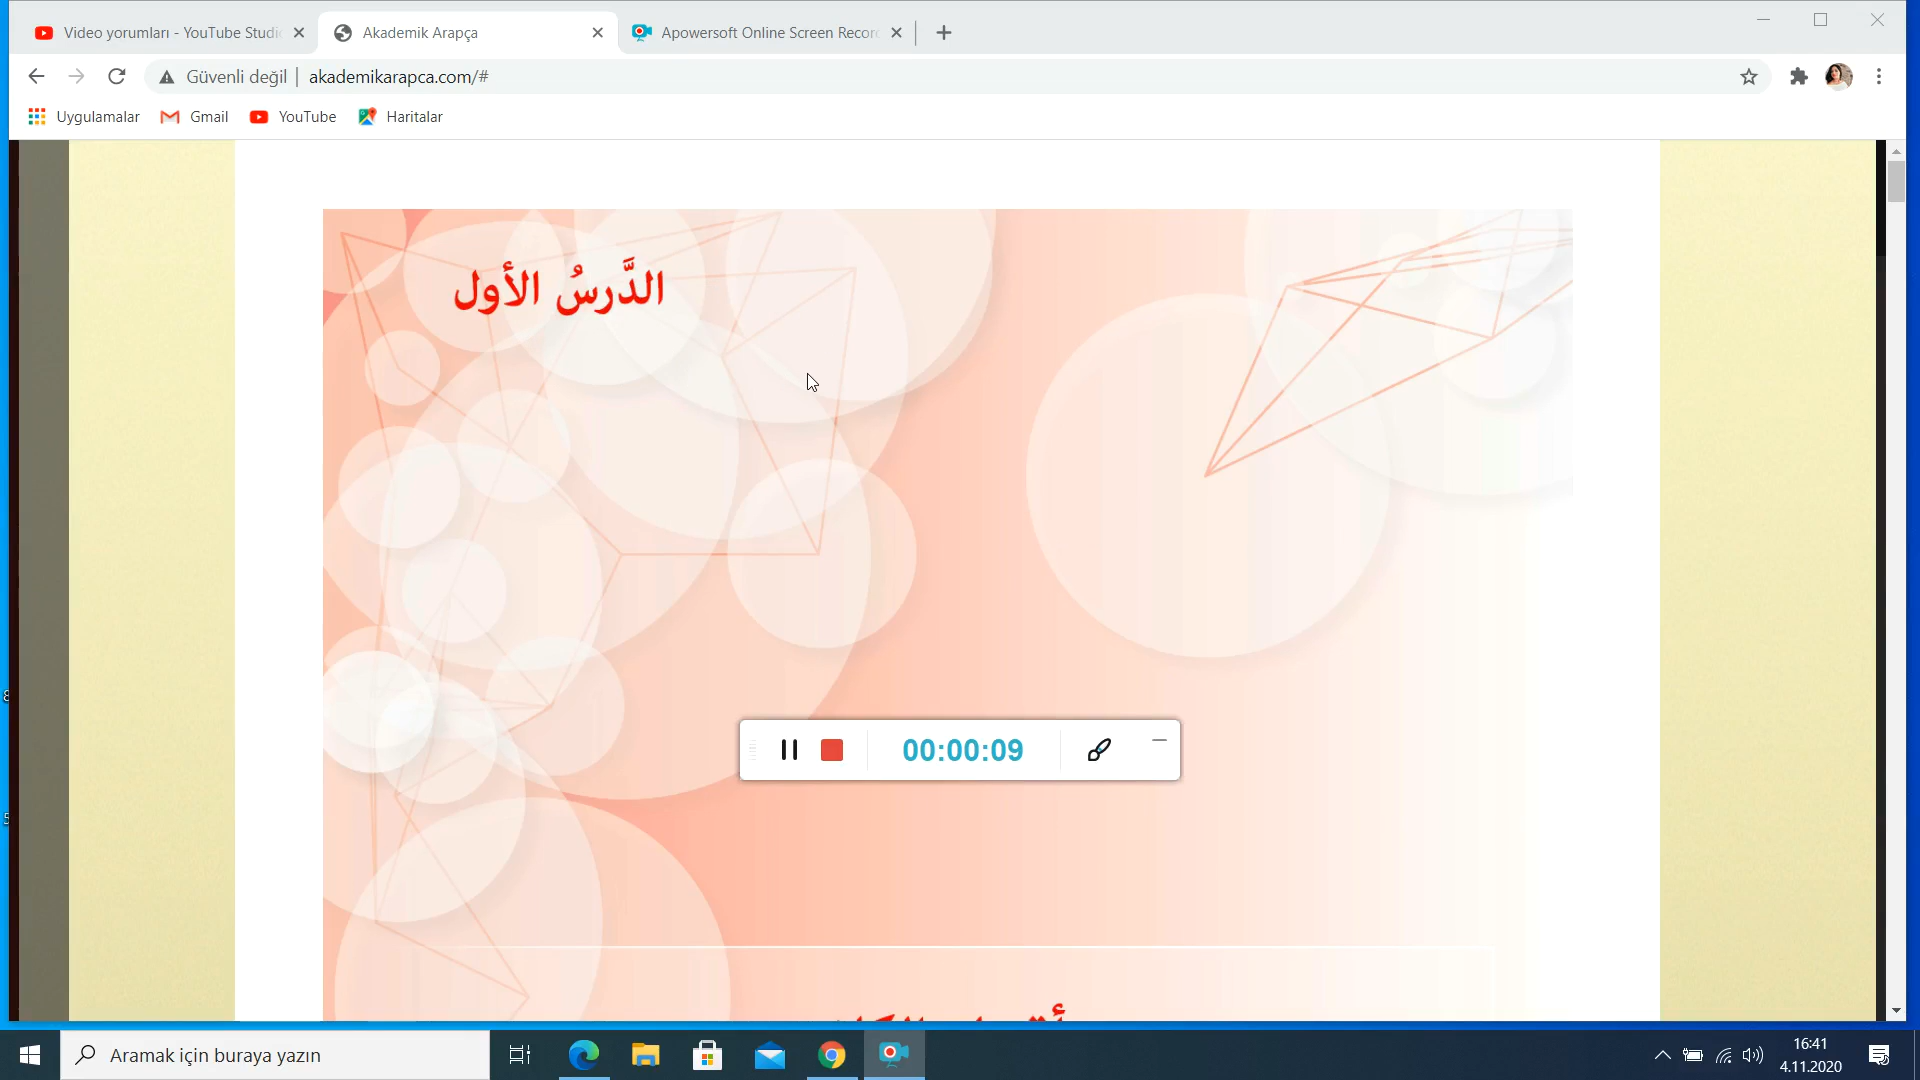 Video yorumları - YouTube Studi
Akademik Arapça
Apowersoft Online Screen Recor
Güvenli değil
akademikarapca.com/#
Uygulamalar
Gmail
YouTube
Haritalar
الدَّرسُ الأول
00:00:09
Aramak için buraya yazın
16:41
4.11.2020